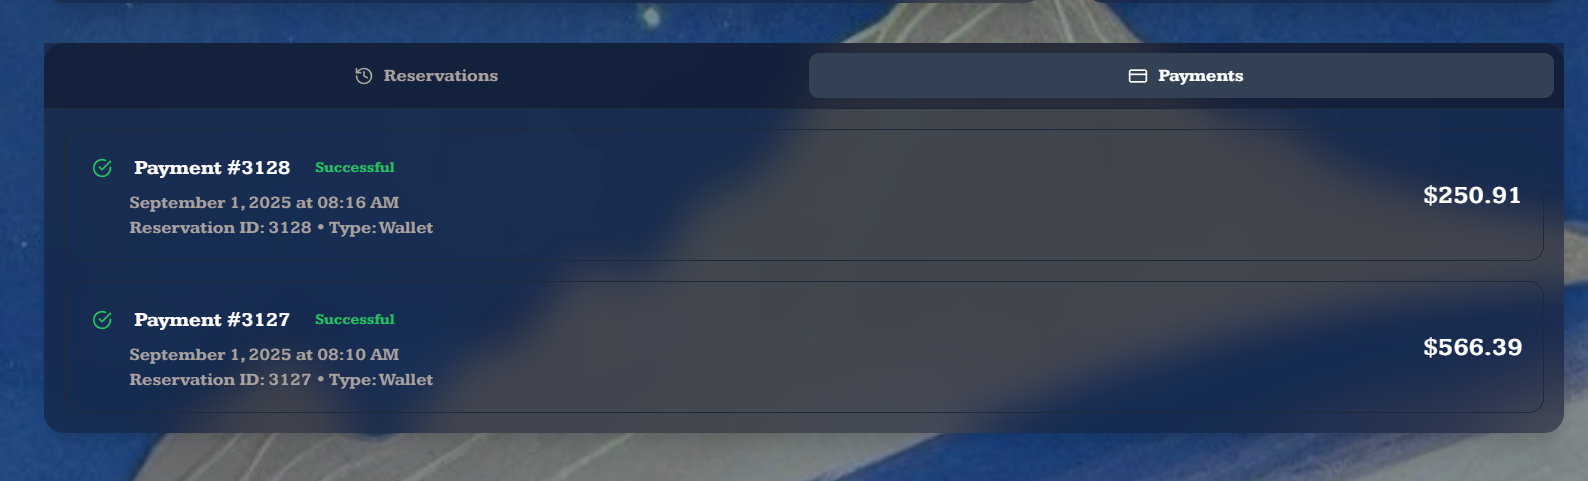 Reservations
Payments
Payment #3128 Successful
September 1, 2025 at 08:16 AM
Reservation ID: 3128 • Type: Wallet
$250.91
Payment #3127 Successful
September 1, 2025 at 08:10 AM
Reservation ID: 3127 • Type: Wallet
$566.39